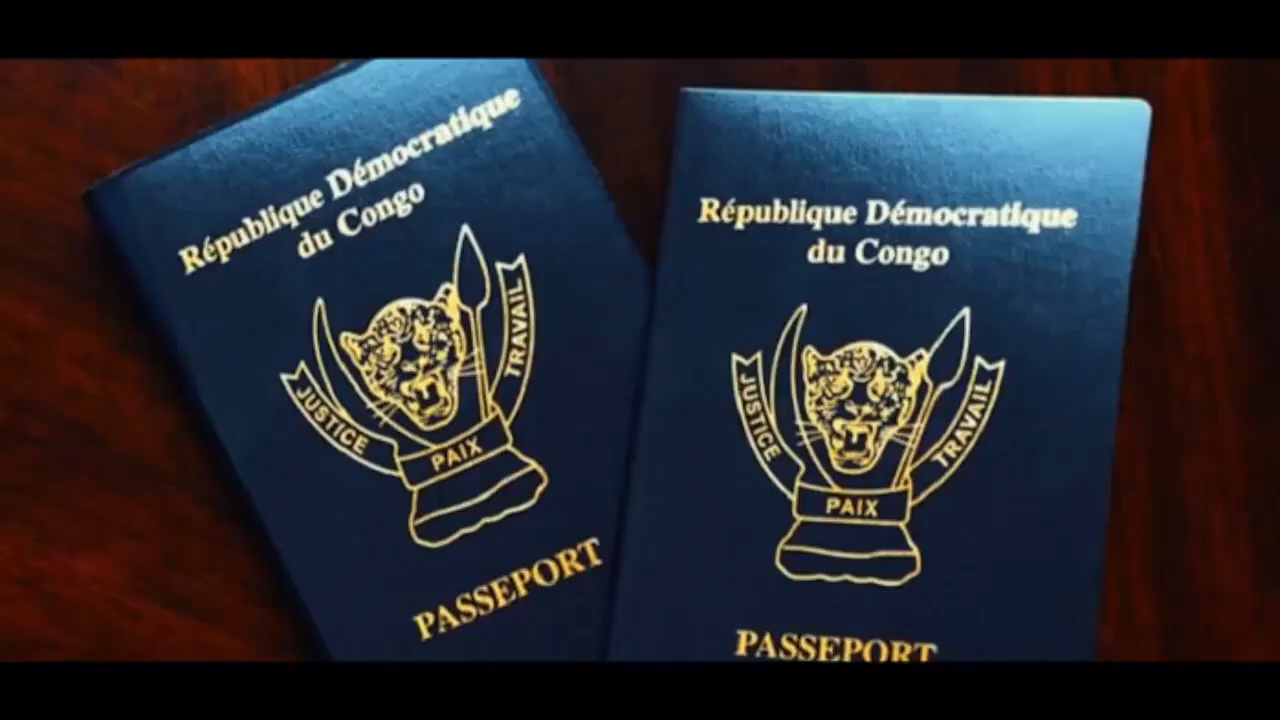 République Démocratique
du Congo
JUSTICE
PAIX
TRAVAIL
PASSEPORT
République Démocratique
du Congo
JUSTICE
PAIX
TRAVAIL
PASSEPORT